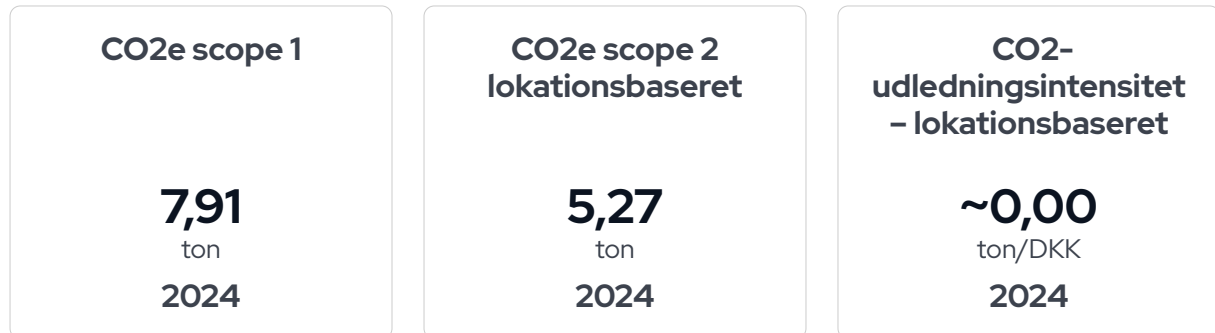 CO2e scope 1
7,91
ton
2024
CO2e scope 2
lokationsbaseret
5,27
ton
2024
CO2-
udledningsintensitet
– lokationsbaseret
~0,00
ton/DKK
2024